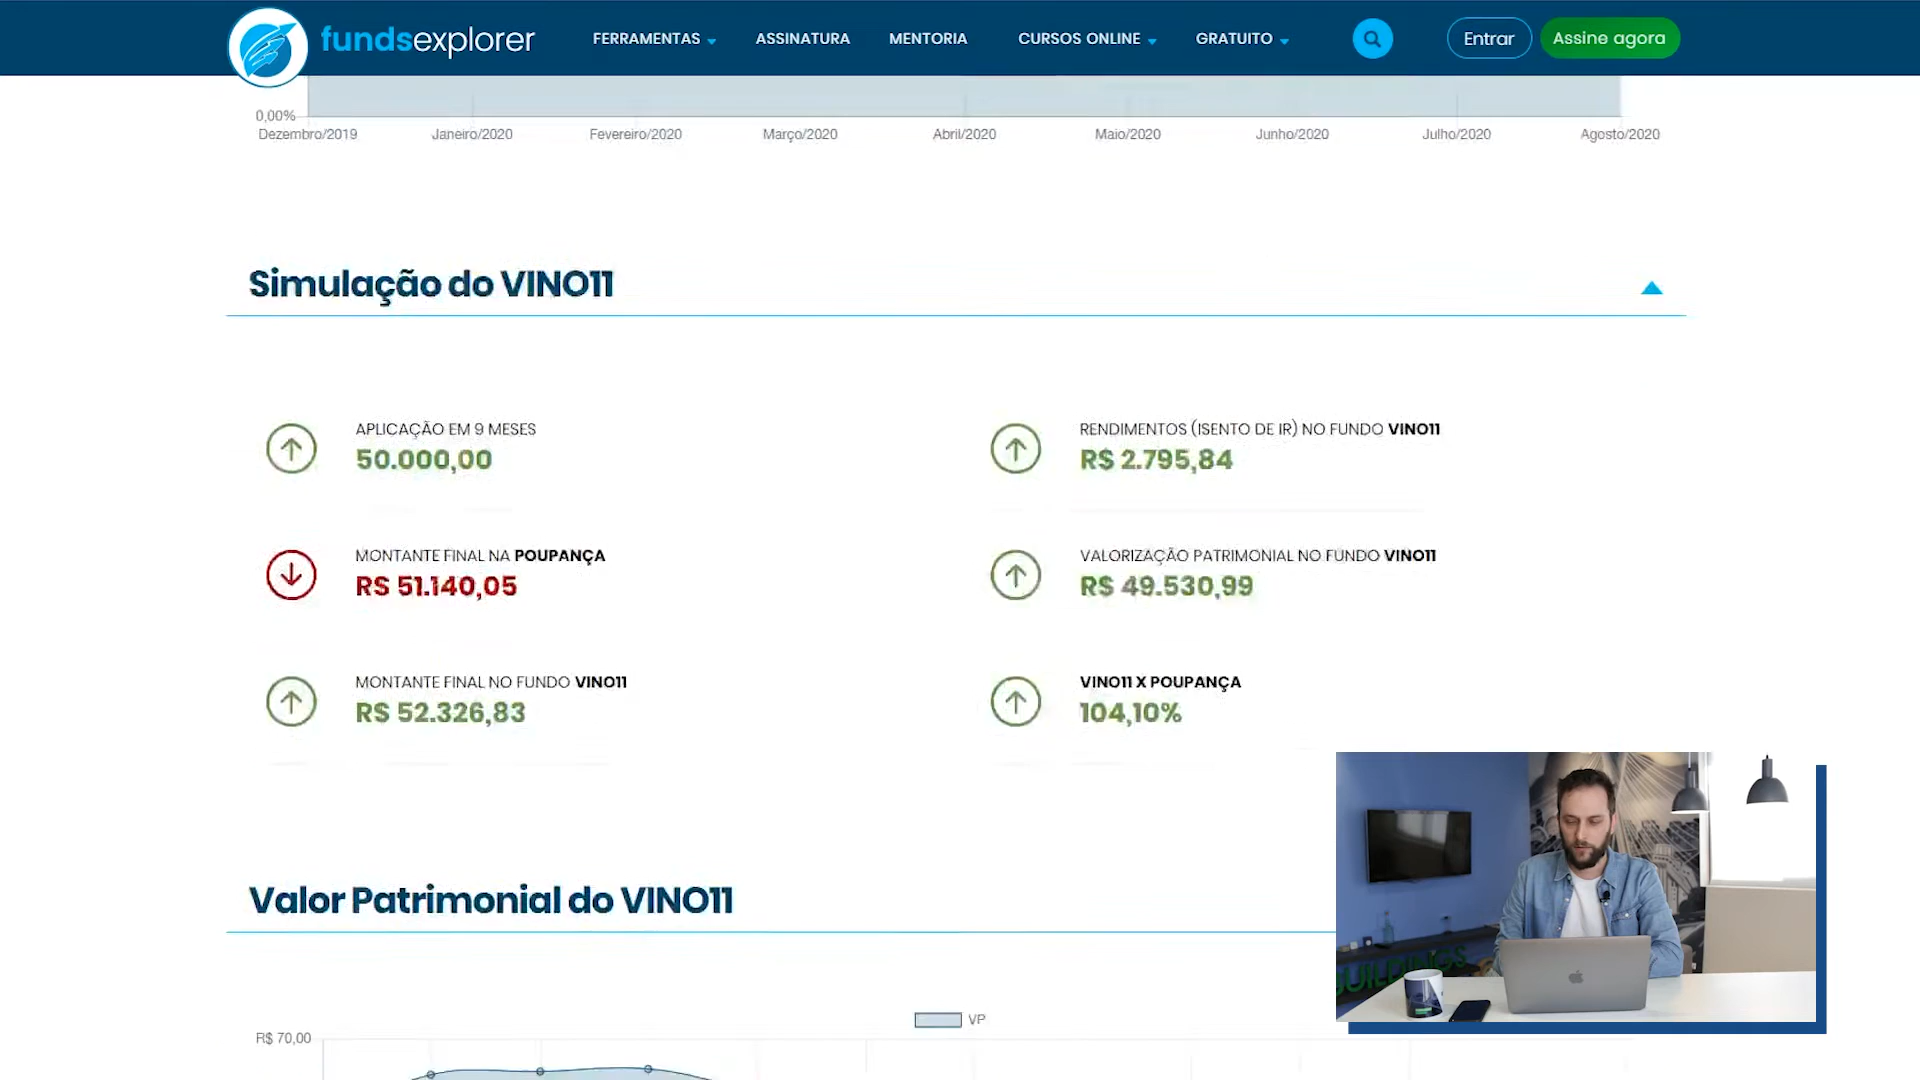 fundsexplorer
FERRAMENTAS
ASSINATURA
MENTORIA
CURSOS ONLINE
GRATUITO
Entrar
Assine agora
0,00%
Dezembro/2019
Janeiro/2020
Fevereiro/2020
Março/2020
Abril/2020
Maio/2020
Junho/2020
Julho/2020
Agosto/2020
Simulação do VINO11
APLICAÇÃO EM 9 MESES
50.000,00
RENDIMENTOS (ISENTO DE IR) NO FUNDO VINO11
R$ 2.795,84
MONTANTE FINAL NA POUPANÇA
R$ 51.140,05
VALORIZAÇÃO PATRIMONIAL NO FUNDO VINO11
R$ 49.530,99
MONTANTE FINAL NO FUNDO VINO11
R$ 52.326,83
VINO11 X POUPANÇA
104,10%
Valor Patrimonial do VINO11
VP
R$ 70,00
BUILDINGS